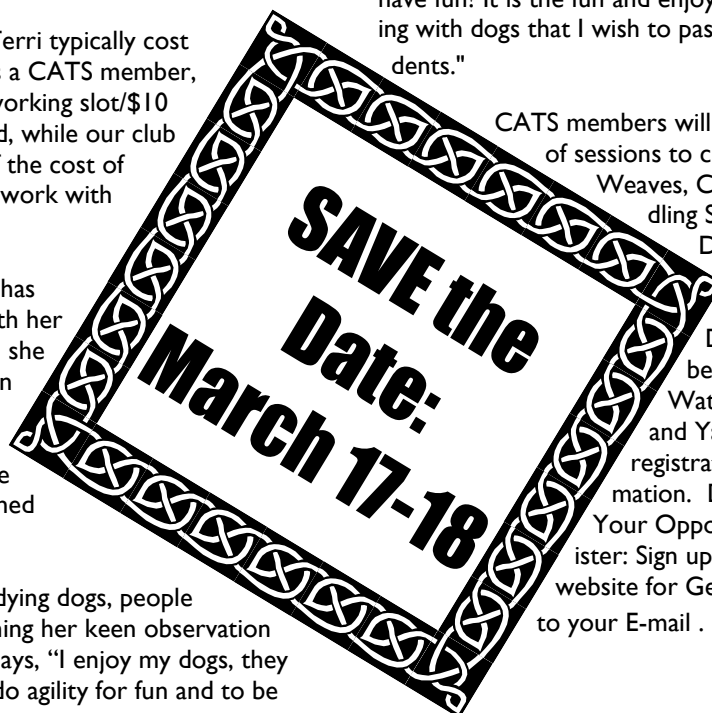 Terri typically cost
s a CATS member,
working slot/$10
d, while our club
f the cost of
work with
has
th her
she
n
e
ned
dying dogs, people
ning her keen observation
ays, “I enjoy my dogs, they
do agility for fun and to be
SAVE the
Date:
March 17-18
have fun! It is the fun and enjoy
ing with dogs that I wish to pas
dents."
CATS members will
of sessions to c
Weaves, C
dling S
D
D
be
Wat
and Ya
registra
mation. D
Your Oppo
ister: Sign up
website for Ge
to your E-mail .